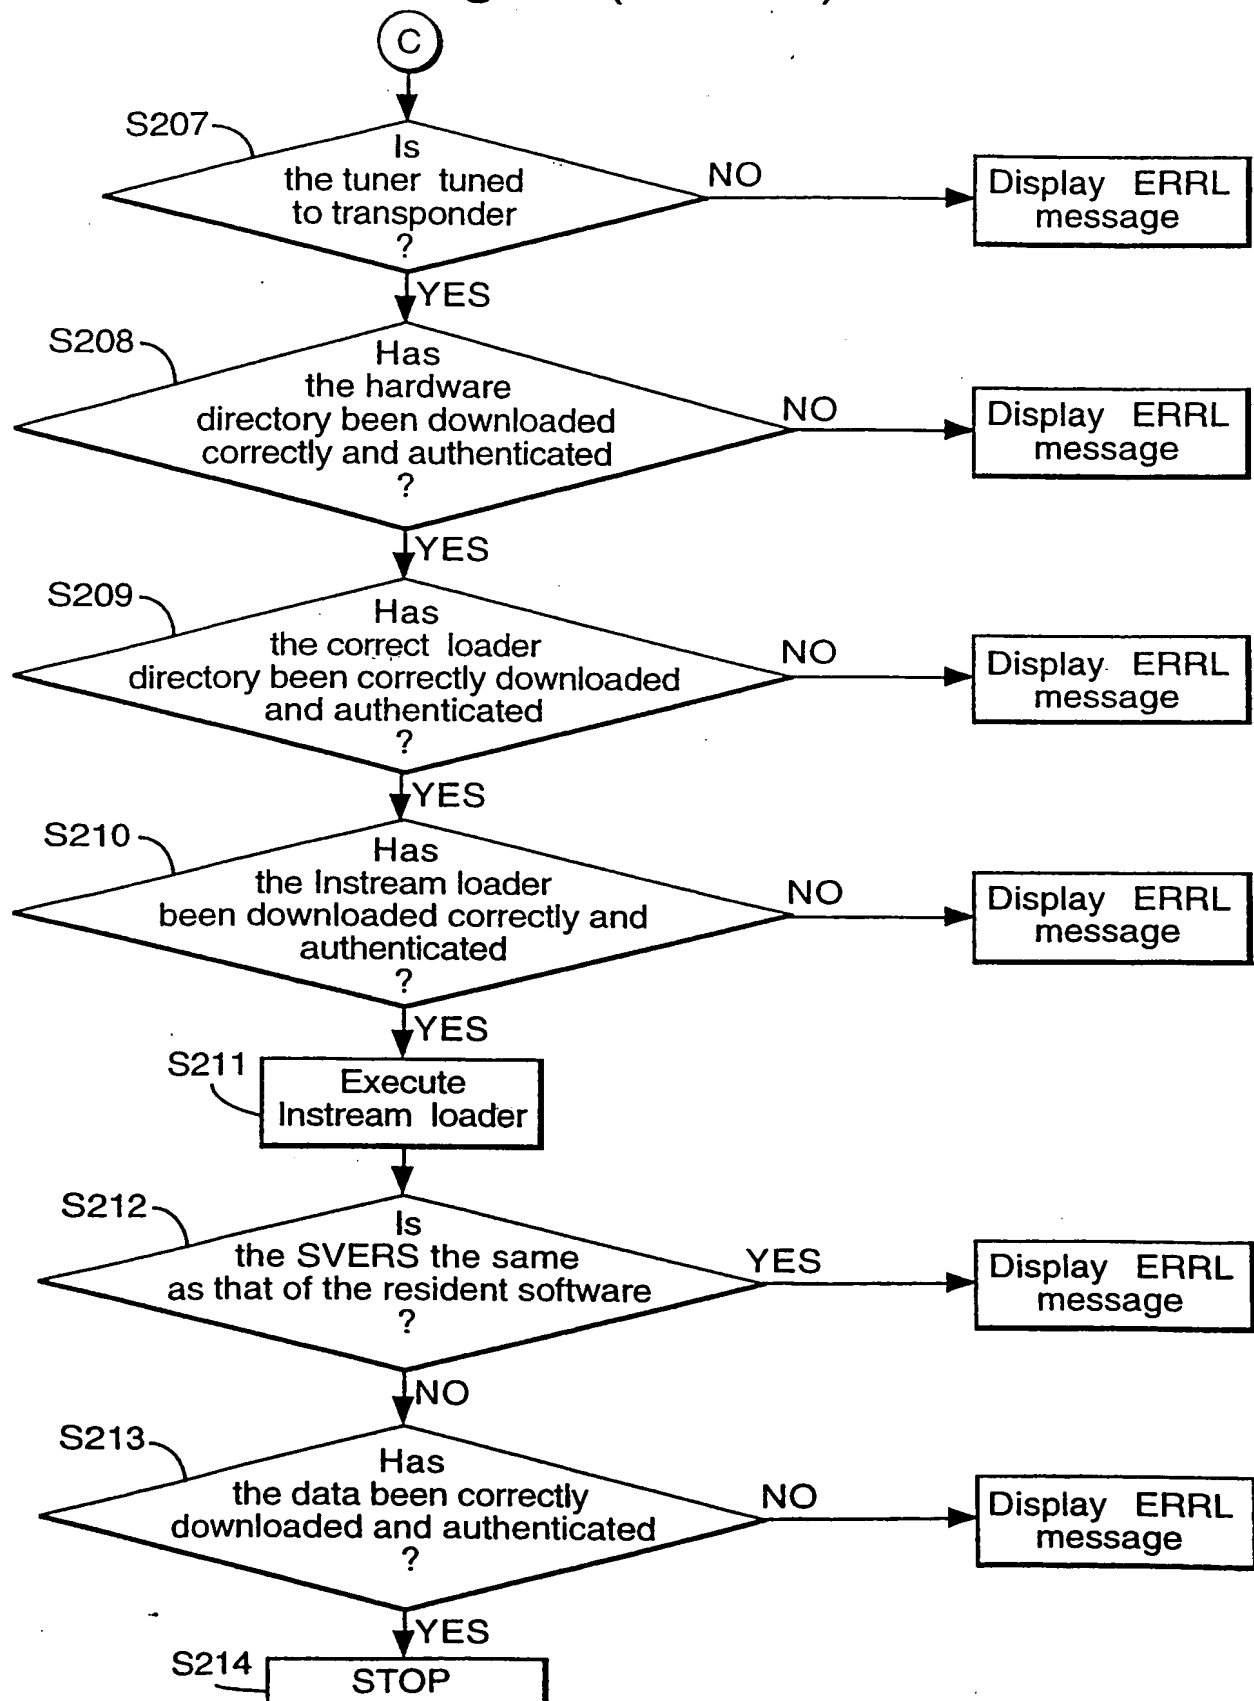 C
S207
Is
the tuner tuned
to transponder
?
NO
Display ERRL
message
YES
S208
Has
the hardware
directory been downloaded
correctly and authenticated
?
NO
Display ERRL
message
YES
S209
Has
the correct loader
directory been correctly downloaded
and authenticated
?
NO
Display ERRL
message
YES
S210
Has
the Instream loader
been downloaded correctly and
authenticated
?
NO
Display ERRL
message
YES
S211
Execute
Instream loader
S212
Is
the SVERS the same
as that of the resident software
?
YES
Display ERRL
message
NO
S213
Has
the data been correctly
downloaded and authenticated
?
NO
Display ERRL
message
YES
S214
STOP